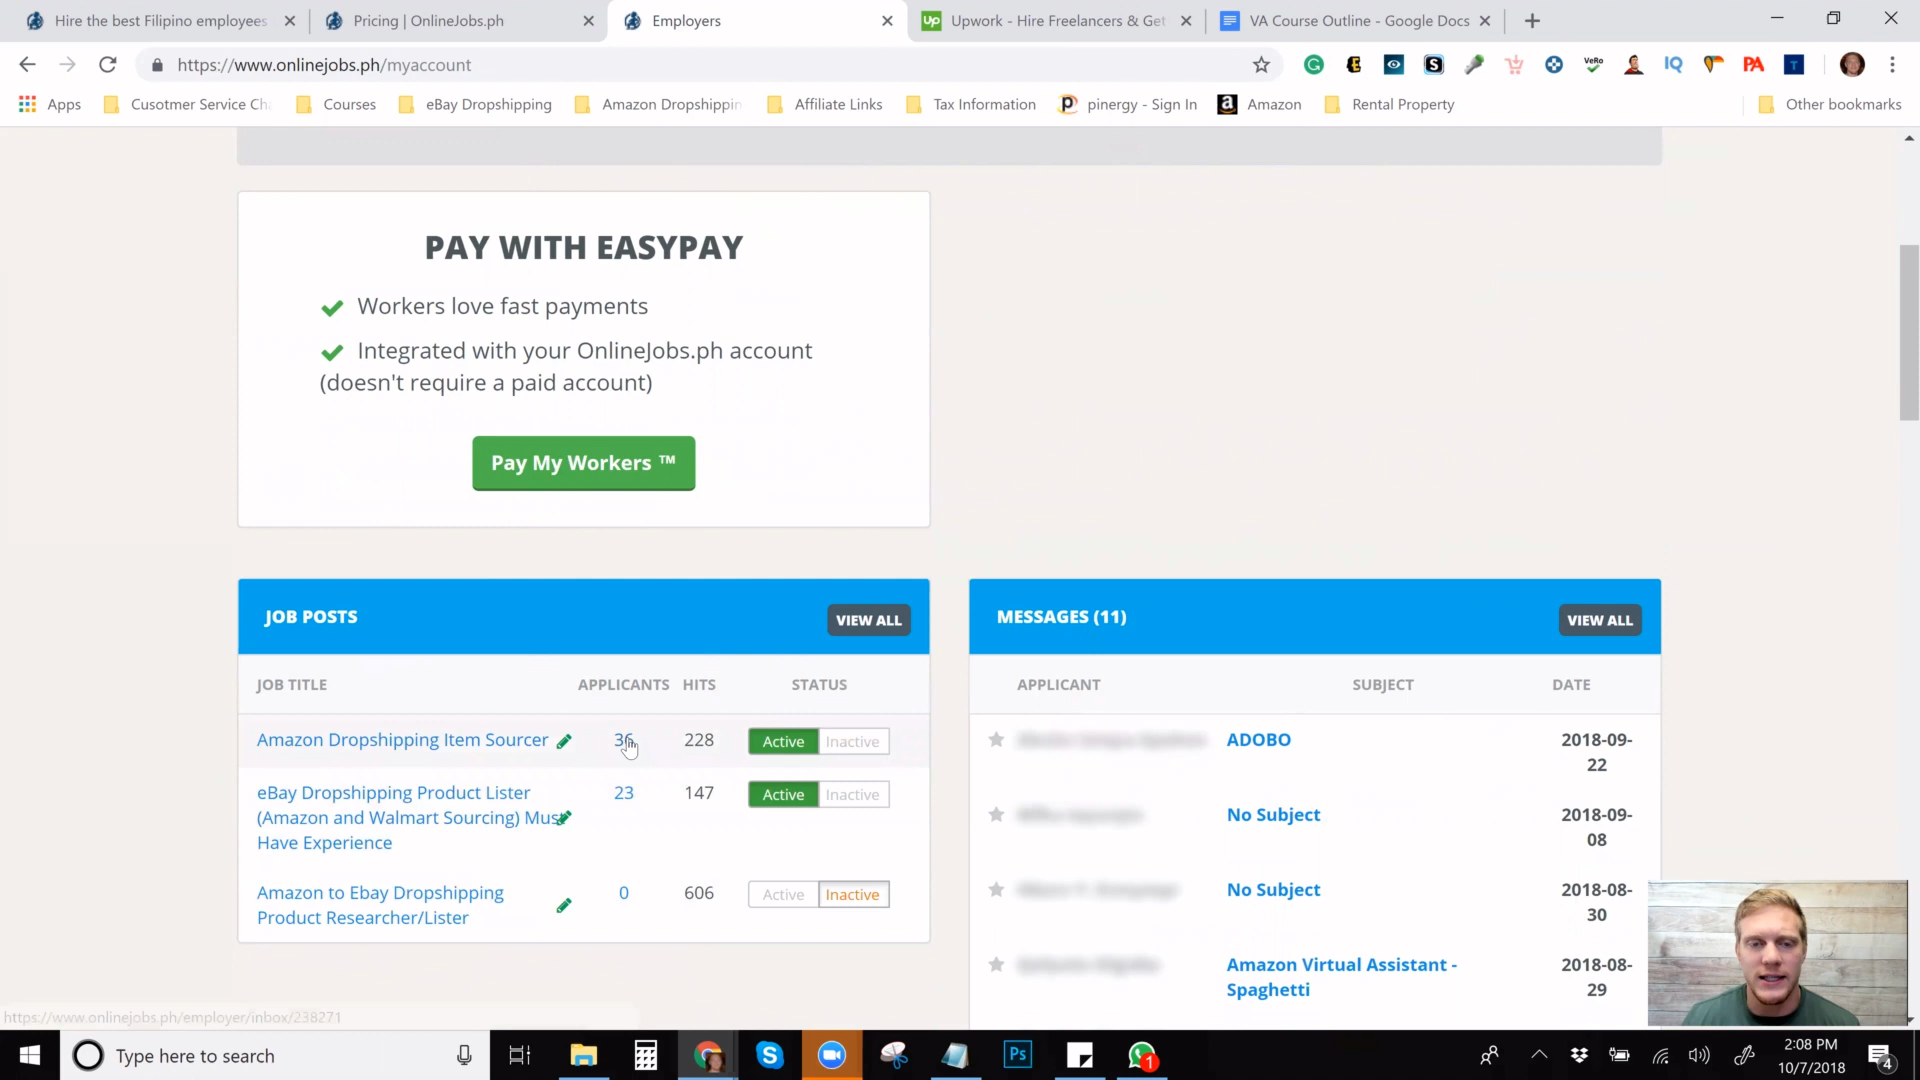 Hire the best Filipino employees
Pricing | OnlineJobs.ph
Employers
Upwork - Hire Freelancers & Get
VA Course Outline - Google Docs
https://www.onlinejobs.ph/myaccount
VeRo
IQ
PA
T
Apps
Cusotmer Service Ch
Courses
eBay Dropshipping
Amazon Dropshippin
Affiliate Links
Tax Information
pinergy - Sign In
Amazon
Rental Property
Other bookmarks
PAY WITH EASYPAY
Workers love fast payments
Integrated with your OnlineJobs.ph account
(doesn't require a paid account)
Pay My Workers ™
JOB POSTS
VIEW ALL
JOB TITLE APPLICANTS HITS STATUS
Amazon Dropshipping Item Sourcer 36 228 Active Inactive
eBay Dropshipping Product Lister 23 147 Active Inactive
(Amazon and Walmart Sourcing) Must
Have Experience
Amazon to Ebay Dropshipping 0 606 Active Inactive
Product Researcher/Lister
MESSAGES (11)
VIEW ALL
APPLICANT SUBJECT DATE
ADOBO 2018-09-
22
No Subject 2018-09-
08
No Subject 2018-08-
30
Amazon Virtual Assistant - 2018-08-
Spaghetti 29
https://www.onlinejobs.ph/employer/inbox/238271
Type here to search
Ps
1
2:08 PM
10/7/2018
4